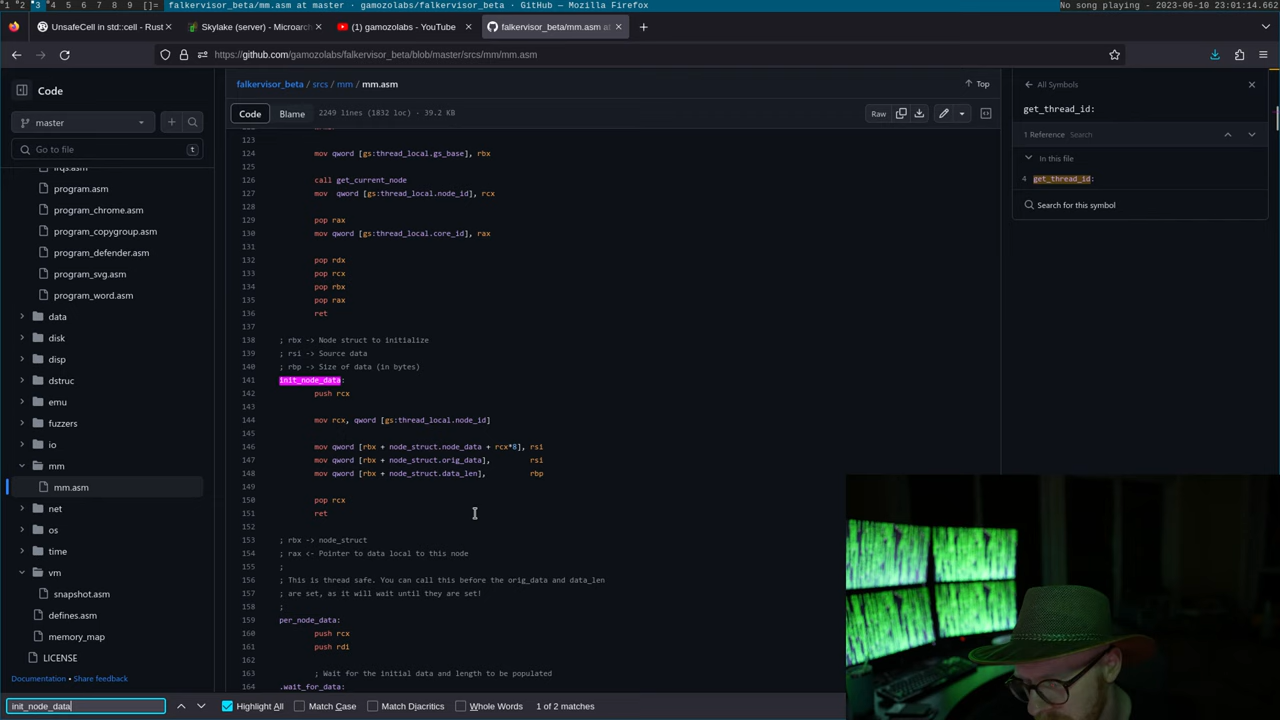 1 2 3 4 5 6 7 8 9 []= falkervisor_beta/mm.asm at master · gamozolabs/falkervisor_beta · GitHub — Mozilla Firefox
No song playing - 2023-06-10 23:01:14.662
UnsafeCell in std::cell - Rust
Skylake (server) - Microarch
(1) gamozolabs - YouTube
falkervisor_beta/mm.asm at
https://github.com/gamozolabs/falkervisor_beta/blob/master/srcs/mm/mm.asm
Code
master
Go to file
t
program.asm
program_chrome.asm
program_copygroup.asm
program_defender.asm
program_svg.asm
program_word.asm
data
disk
disp
dstruc
emu
fuzzers
io
mm
mm.asm
net
os
time
vm
snapshot.asm
defines.asm
memory_map
LICENSE
Documentation • Share feedback
falkervisor_beta / srcs / mm / mm.asm
Top
Code Blame 2249 lines (1832 loc) · 39.2 KB
Raw
123
124 mov qword [gs:thread_local.gs_base], rbx
125
126 call get_current_node
127 mov  qword [gs:thread_local.node_id], rcx
128
129 pop rax
130 mov qword [gs:thread_local.core_id], rax
131
132 pop rdx
133 pop rcx
134 pop rbx
135 pop rax
136 ret
137
138 ; rbx -> Node struct to initialize
139 ; rsi -> Source data
140 ; rbp -> Size of data (in bytes)
141 init_node_data:
142 push rcx
143
144 mov rcx, qword [gs:thread_local.node_id]
145
146 mov qword [rbx + node_struct.node_data + rcx*8], rsi
147 mov qword [rbx + node_struct.orig_data], rsi
148 mov qword [rbx + node_struct.data_len], rbp
149
150 pop rcx
151 ret
152
153 ; rbx -> node_struct
154 ; rax <- Pointer to data local to this node
155 ;
156 ; This is thread safe. You can call this before the orig_data and data_len
157 ; are set, as it will wait until they are set!
158 ;
159 per_node_data:
160 push rcx
161 push rdi
162
163 ; Wait for the initial data and length to be populated
164 .wait_for_data:
All Symbols
get_thread_id:
1 Reference Search
In this file
4 get_thread_id:
Search for this symbol
init_node_data
Highlight All
Match Case
Match Diacritics
Whole Words
1 of 2 matches